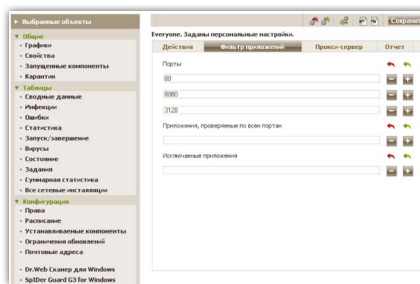 Выбранные объекты
Общие
Графики
Свойства
Запущенные компоненты
Карантин
Таблицы
Сводные данные
Инфекции
Ошибки
Статистика
Запуск/завершение
Вирусы
Состояние
Задания
Суммарная статистика
Все сетевые инсталляции
Конфигурация
Права
Расписание
Устанавливаемые компоненты
Ограничения обновлений
Почтовые адреса
Dr.Web Сканер для Windows
SpIDer Guard G3 for Windows
Сохранить
Everyone. Заданы персональные настройки.
Действия Фильтр приложений Прокси-сервер Отчет
Порты
80
8080
3128
Приложения, проверяемые по всем портам
Исключаемые приложения